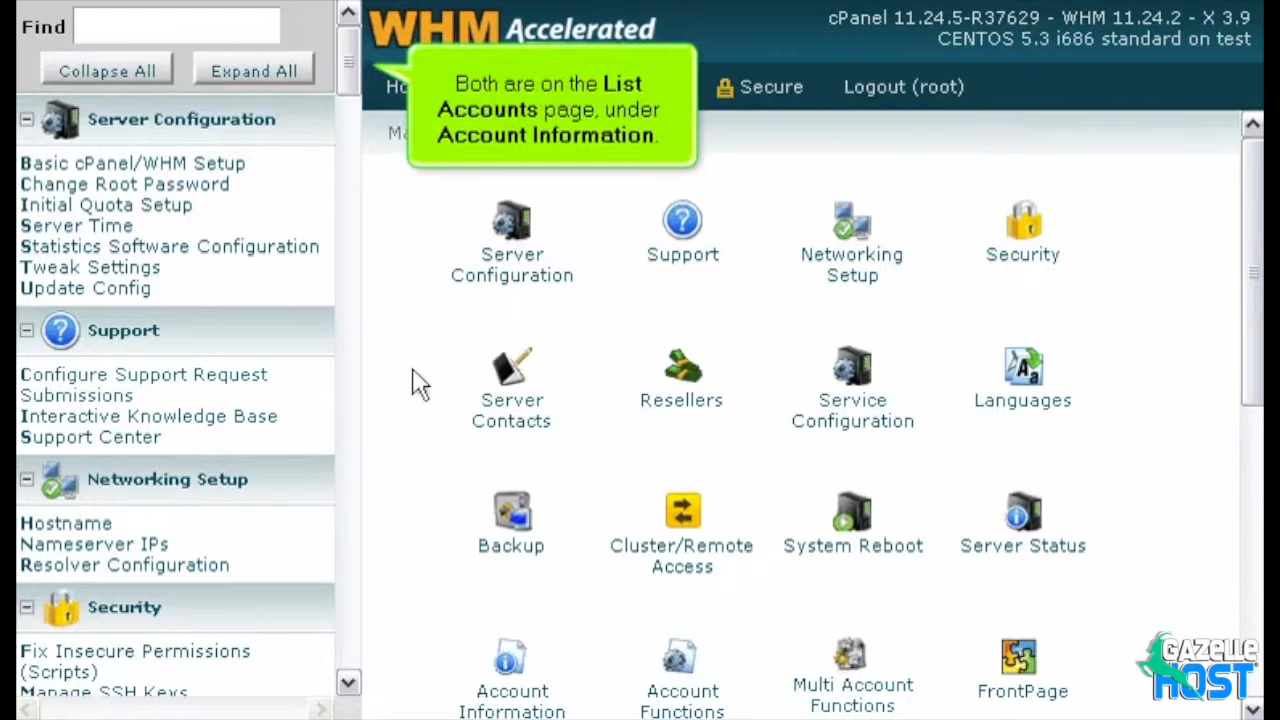 Find
Collapse All
Expand All
Server Configuration
Basic cPanel/WHM Setup
Change Root Password
Initial Quota Setup
Server Time
Statistics Software Configuration
Tweak Settings
Update Config
Support
Configure Support Request
Submissions
Interactive Knowledge Base
Support Center
Networking Setup
Hostname
Nameserver IPs
Resolver Configuration
Security
Fix Insecure Permissions
(Scripts)
Manage SSH Keys
WHM Accelerated
cPanel 11.24.5-R37629 - WHM 11.24.2 - X 3.9
CENTOS 5.3 i686 standard on test
Secure
Logout (root)
Both are on the List
Accounts page, under
Account Information.
Server
Configuration
Support
Networking
Setup
Security
Server
Contacts
Resellers
Service
Configuration
Languages
Backup
Cluster/Remote
Access
System Reboot
Server Status
Account
Information
Account
Functions
Multi Account
Functions
FrontPage
GAZELLE
HOST